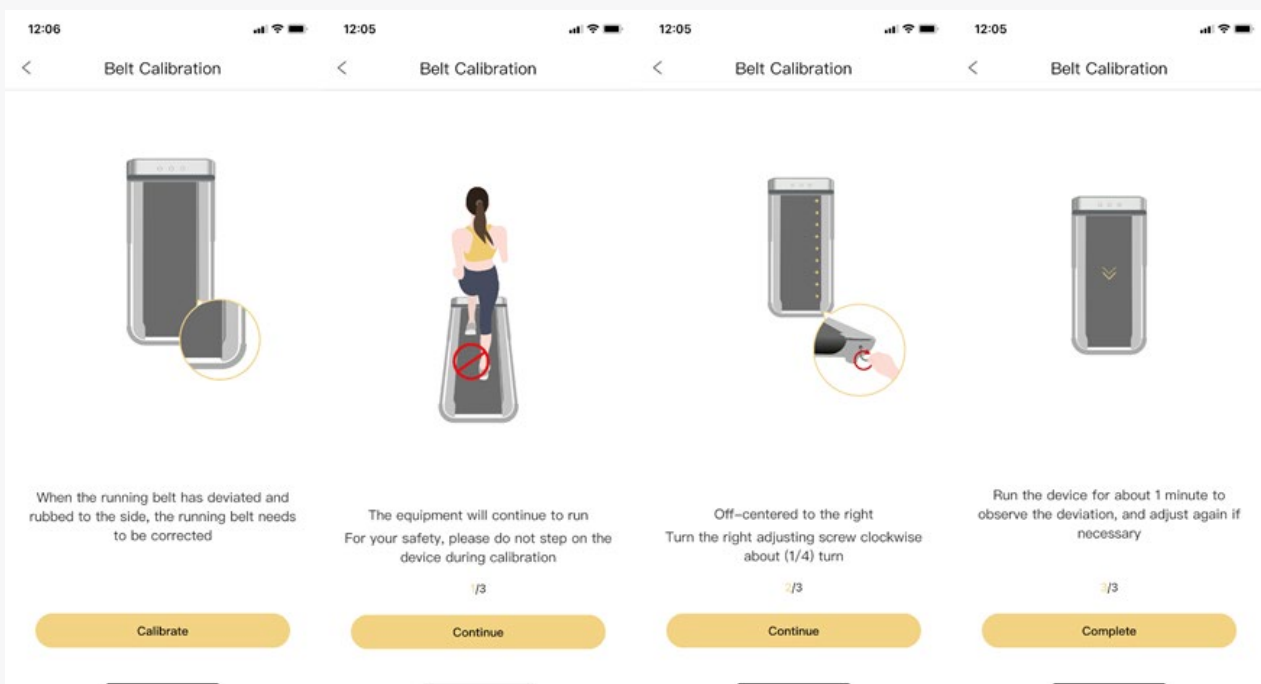 12:06
Belt Calibration
When the running belt has deviated and
rubbed to the side, the running belt needs
to be corrected
Calibrate
12:05
Belt Calibration
The equipment will continue to run
For your safety, please do not step on the
device during calibration
1/3
Continue
12:05
Belt Calibration
Off-centered to the right
Turn the right adjusting screw clockwise
about (1/4) turn
2/3
Continue
12:05
Belt Calibration
Run the device for about 1 minute to
observe the deviation, and adjust again if
necessary
3/3
Complete